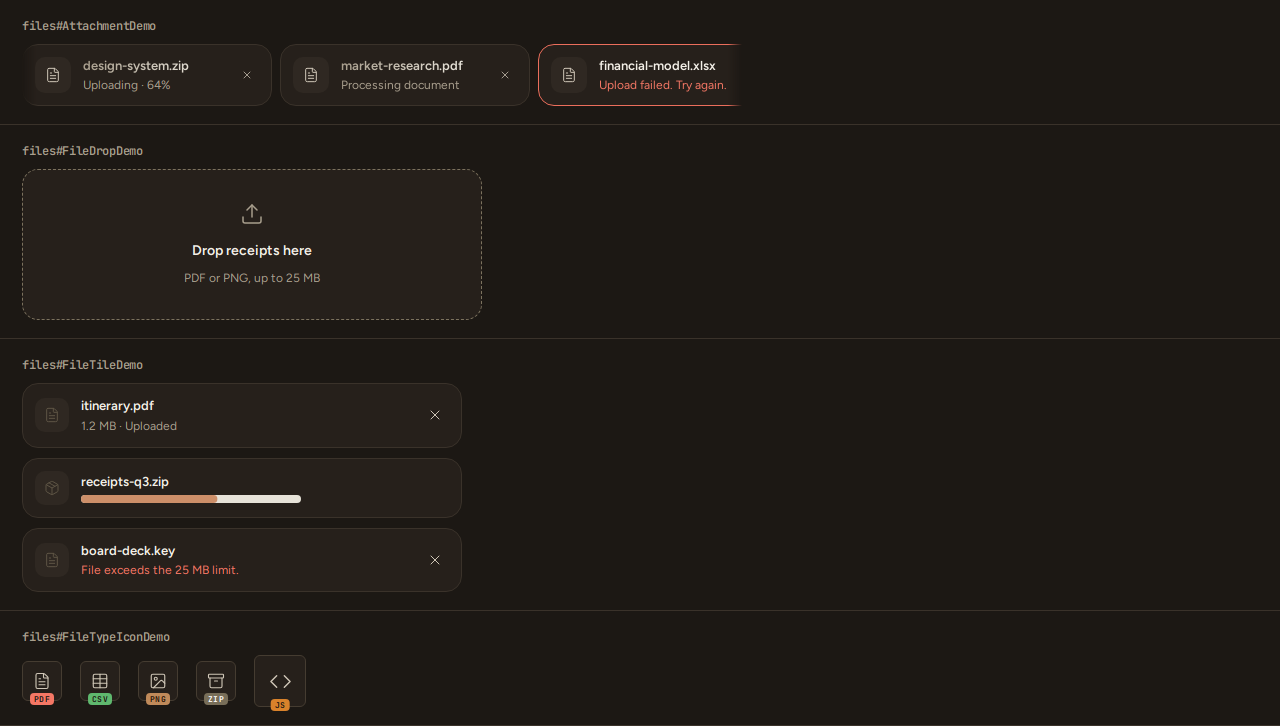 files#AttachmentDemo
design-system.zip
Uploading · 64%
market-research.pdf
Processing document
financial-model.xlsx
Upload failed. Try again.
files#FileDropDemo
Drop receipts here
PDF or PNG, up to 25 MB
files#FileTileDemo
itinerary.pdf
1.2 MB · Uploaded
receipts-q3.zip
board-deck.key
File exceeds the 25 MB limit.
files#FileTypeIconDemo
PDF CSV PNG ZIP JS